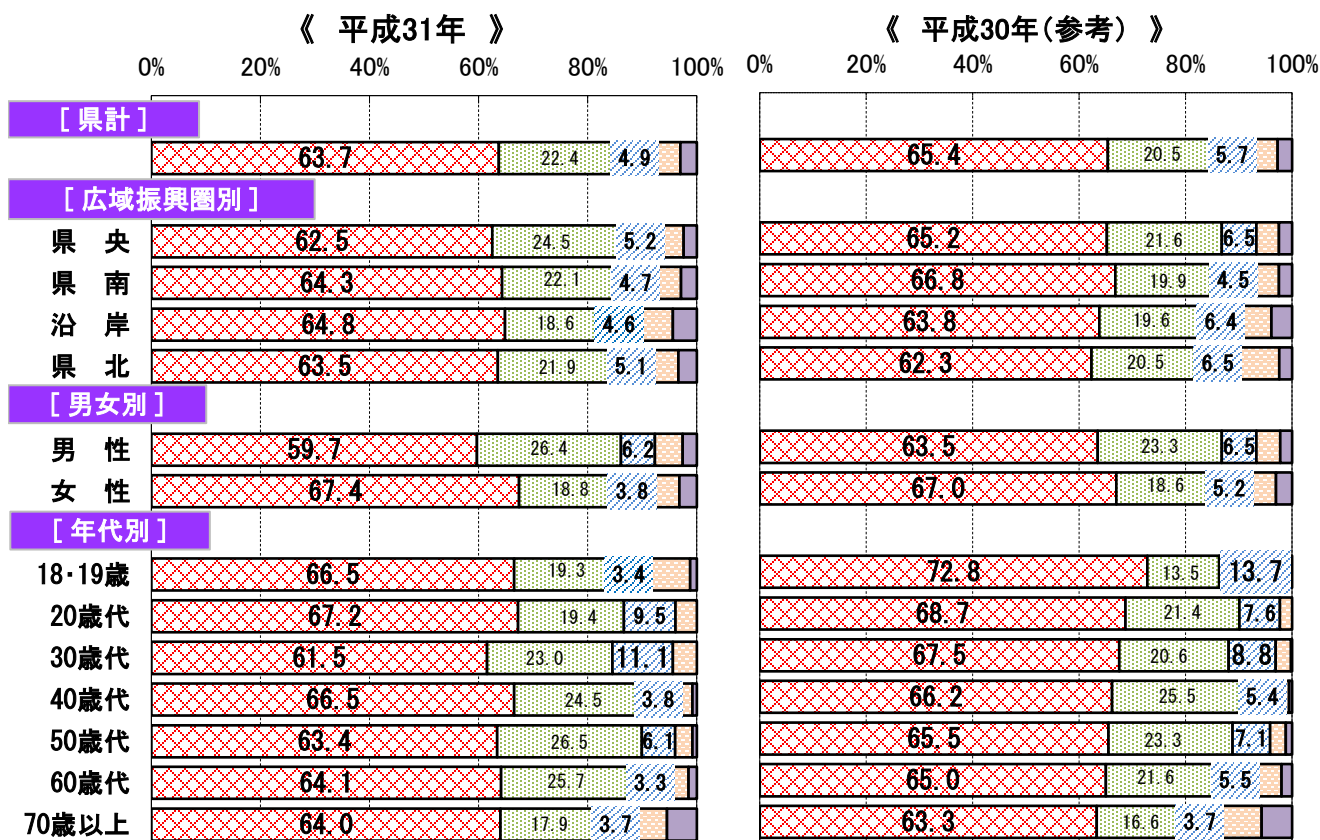 《 平成31年 》
《 平成30年（参考） 》
0% 20% 40% 60% 80% 100%
0% 20% 40% 60% 80% 100%
［県計］
63.7 22.4 4.9 65.4 20.5 5.7
［広域振興圏別］
県 央 62.5 24.5 5.2 65.2 21.6 6.5
県 南 64.3 22.1 4.7 66.8 19.9 4.5
沿 岸 64.8 18.6 4.6 63.8 19.6 6.4
県 北 63.5 21.9 5.1 62.3 20.5 6.5
［男女別］
男 性 59.7 26.4 6.2 63.5 23.3 6.5
女 性 67.4 18.8 3.8 67.0 18.6 5.2
［年代別］
18・19歳 66.5 19.3 3.4 72.8 13.5 13.7
20歳代 67.2 19.4 9.5 68.7 21.4 7.6
30歳代 61.5 23.0 11.1 67.5 20.6 8.8
40歳代 66.5 24.5 3.8 66.2 25.5 5.4
50歳代 63.4 26.5 6.1 65.5 23.3 7.1
60歳代 64.1 25.7 3.3 65.0 21.6 5.5
70歳以上 64.0 17.9 3.7 63.3 16.6 3.7